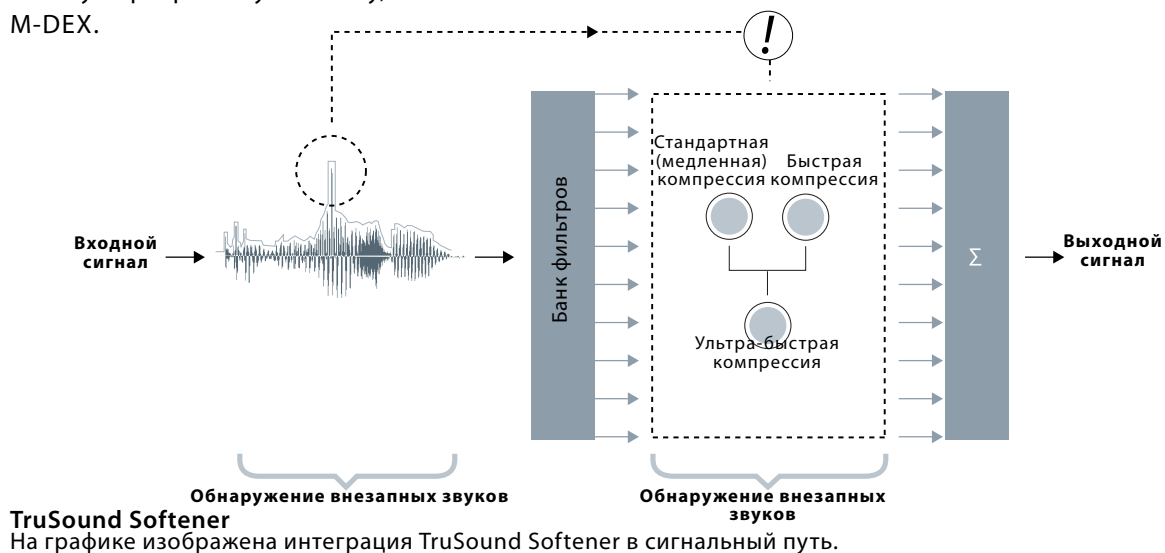 M-DEX.
!
Стандартная
(медленная)
компрессия
Быстрая
компрессия
Банк фильтров
Входной
сигнал
Σ
Выходной
сигнал
Ультра-быстрая
компрессия
Обнаружение внезапных звуков
Обнаружение внезапных
звуков
TruSound Softener
На графике изображена интеграция TruSound Softener в сигнальный путь.